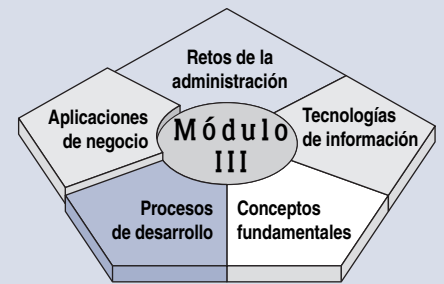 Retos de la
administración
Aplicaciones
de negocio
Módulo
III
Tecnologías
de información
Procesos
de desarrollo
Conceptos
fundamentales